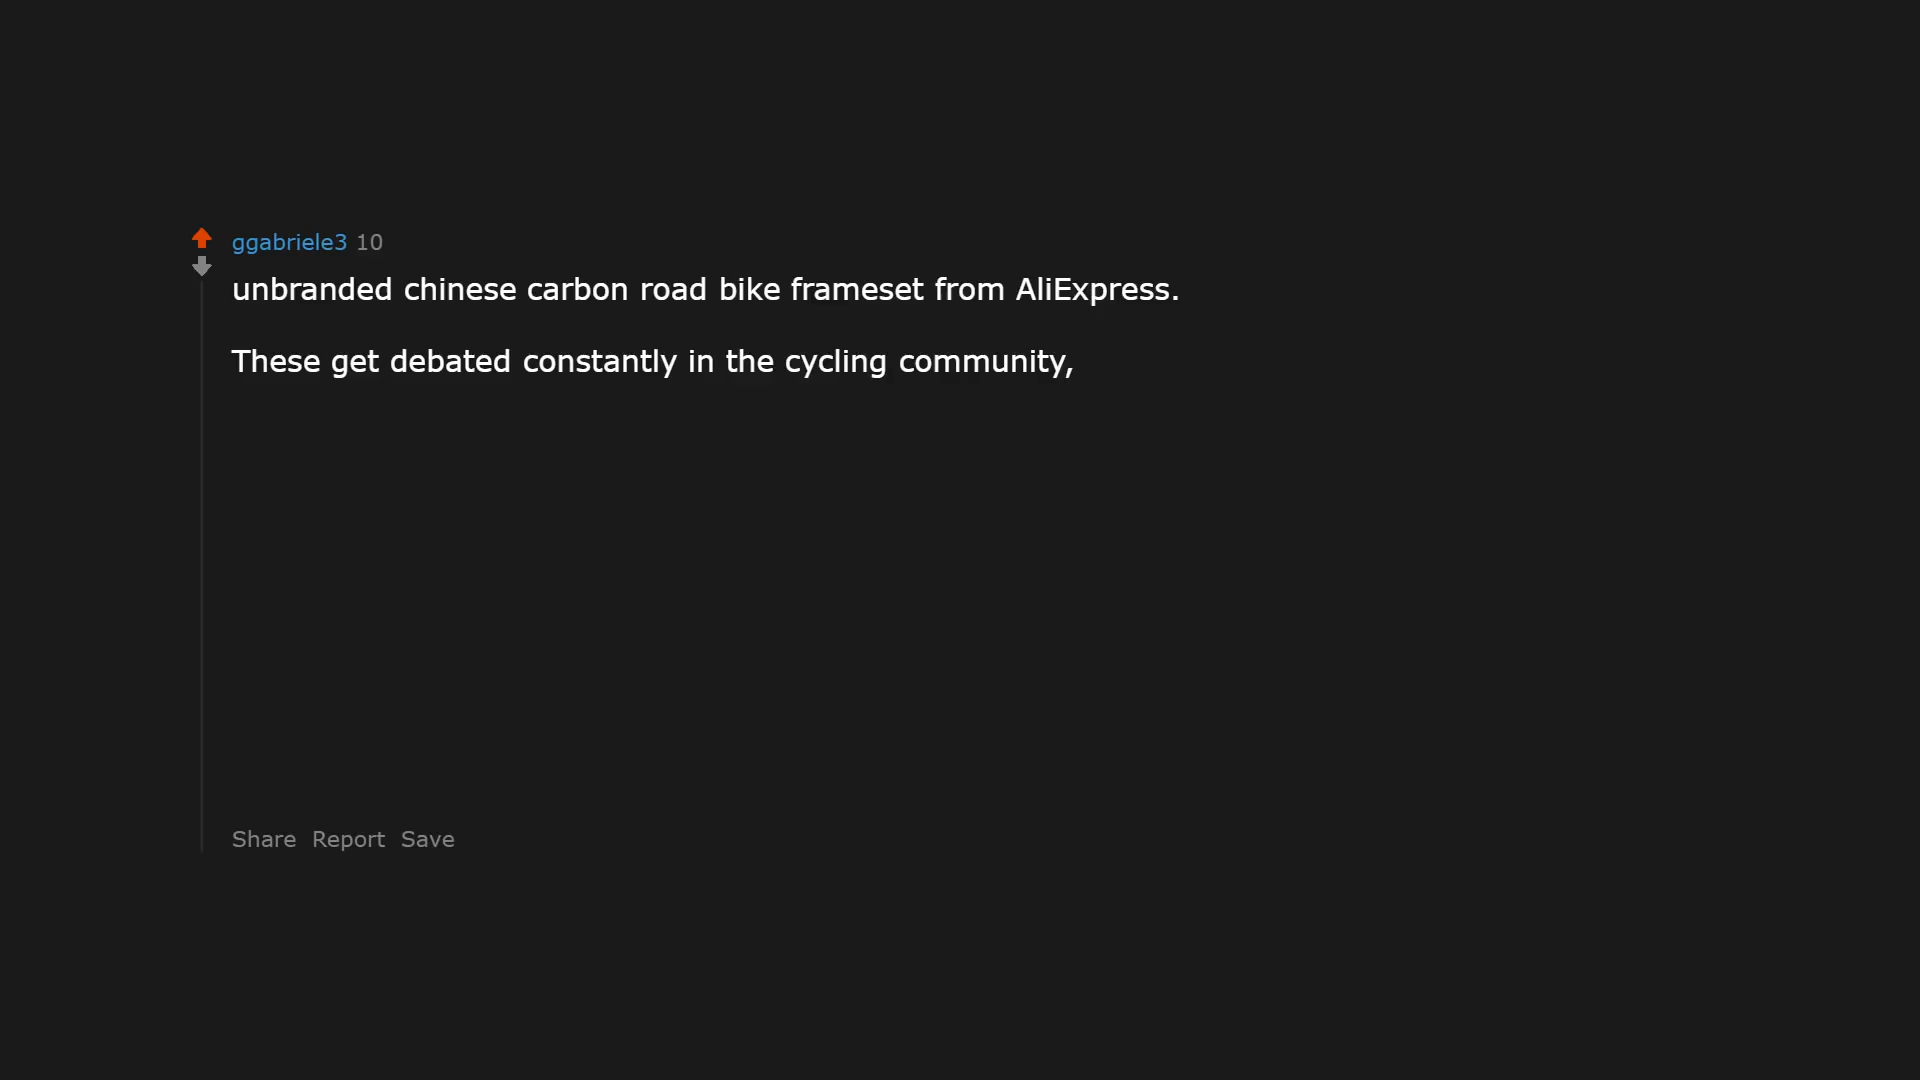 ggabriele3 10
unbranded chinese carbon road bike frameset from AliExpress.
These get debated constantly in the cycling community,
Share Report Save